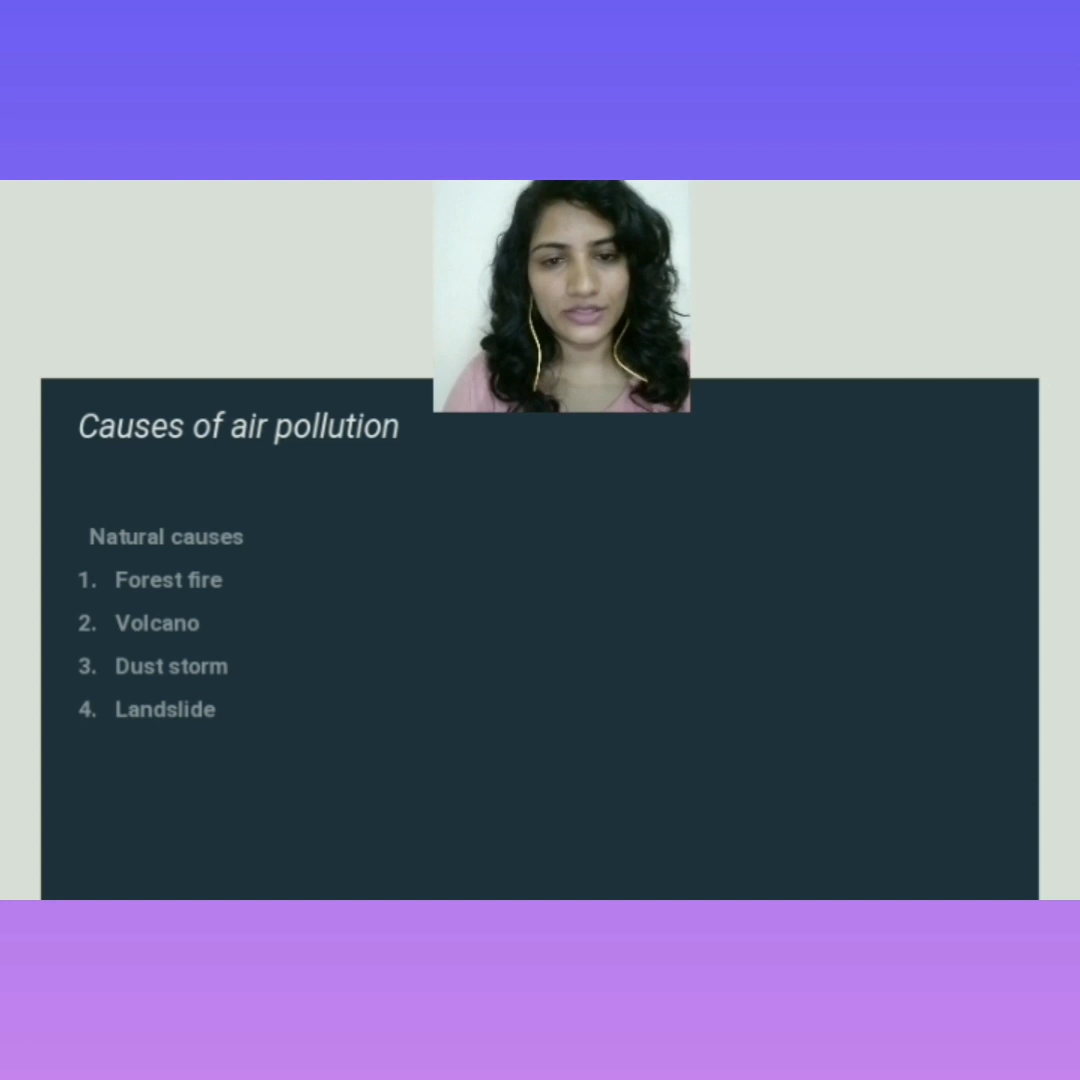 Causes of air pollution
Natural causes
1. Forest fire
2. Volcano
3. Dust storm
4. Landslide